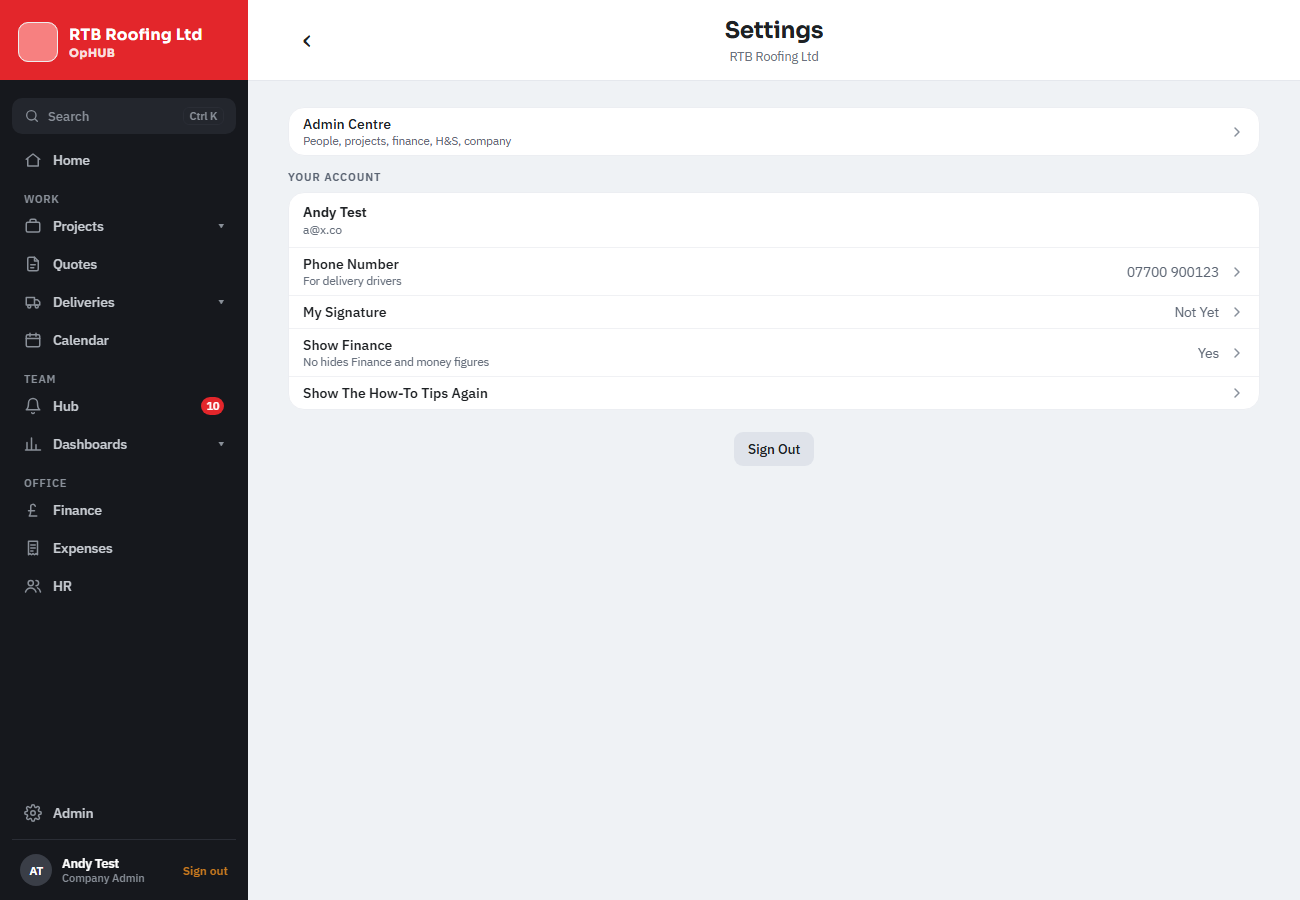 RTB Roofing Ltd
OpHUB
Search
Ctrl K
Home
WORK
Projects
Quotes
Deliveries
Calendar
TEAM
Hub
10
Dashboards
OFFICE
Finance
Expenses
HR
Admin
AT
Andy Test
Company Admin
Sign out
Settings
RTB Roofing Ltd
Admin Centre
People, projects, finance, H&S, company
YOUR ACCOUNT
Andy Test
a@x.co
Phone Number
For delivery drivers
07700 900123
My Signature
Not Yet
Show Finance
No hides Finance and money figures
Yes
Show The How-To Tips Again
Sign Out